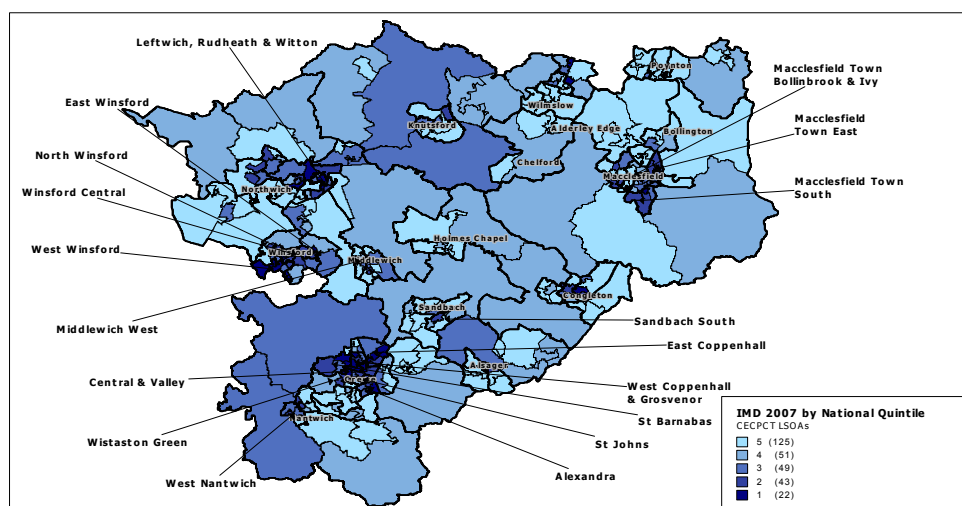 Leftwich, Rudheath & Witton
East Winsford
North Winsford
Winsford Central
West Winsford
Middlewich West
Central & Valley
Wistaston Green
West Nantwich
Macclesfield Town
Bollinbrook & Ivy
Macclesfield
Town East
Macclesfield Town
South
Sandbach South
East Coppenhall
West Coppenhall
& Grosvenor
St Barnabas
St Johns
Alexandra
Poynton
Wilmslow
Knutsford
Alderley Edge
Bollington
Chelford
Macclesfield
Northwich
Holmes Chapel
Winsford
Middlewich
Congleton
Sandbach
Alsager
Crewe
Nantwich
IMD 2007 by National Quintile
CECPCT LSOAs
5 (125)
4 (51)
3 (49)
2 (43)
1 (22)